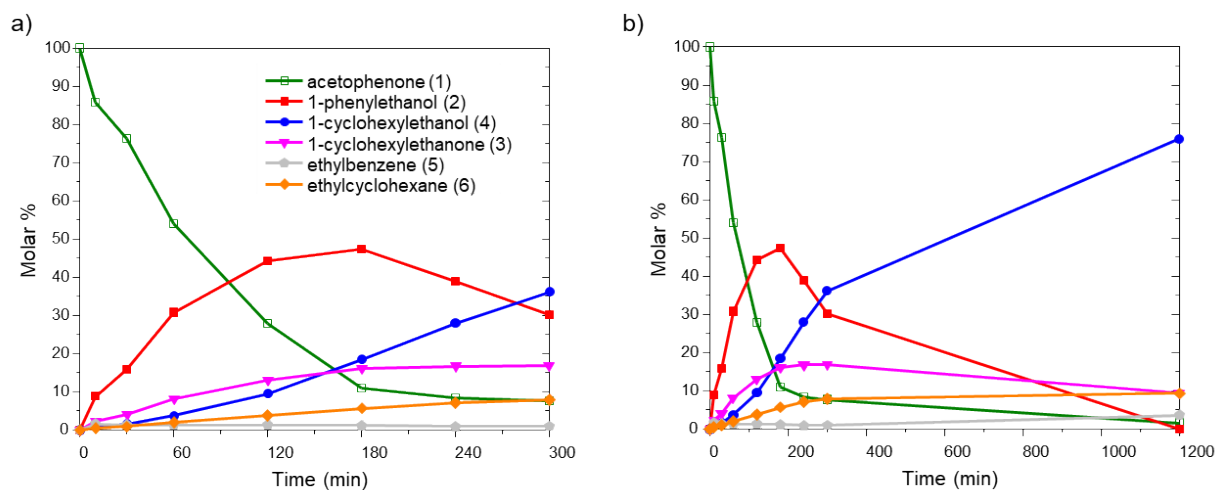 a)
100
90
80
70
60
50
40
30
20
10
0
Molar %
acetophenone (1)
1-phenylethanol (2)
1-cyclohexylethanol (4)
1-cyclohexylethanone (3)
ethylbenzene (5)
ethylcyclohexane (6)
0 60 120 180 240 300
Time (min)
b)
100
90
80
70
60
50
40
30
20
10
0
Molar %
0 200 400 600 800 1000 1200
Time (min)